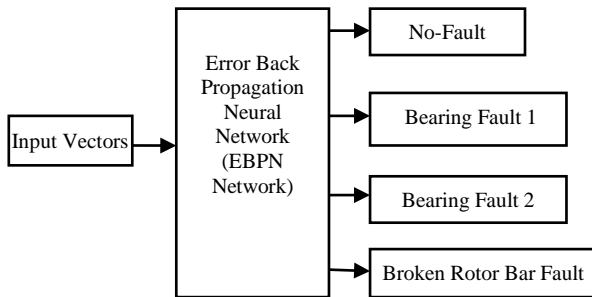 Input Vectors
Error Back
Propagation
Neural
Network
(EBPN
Network)
No-Fault
Bearing Fault 1
Bearing Fault 2
Broken Rotor Bar Fault